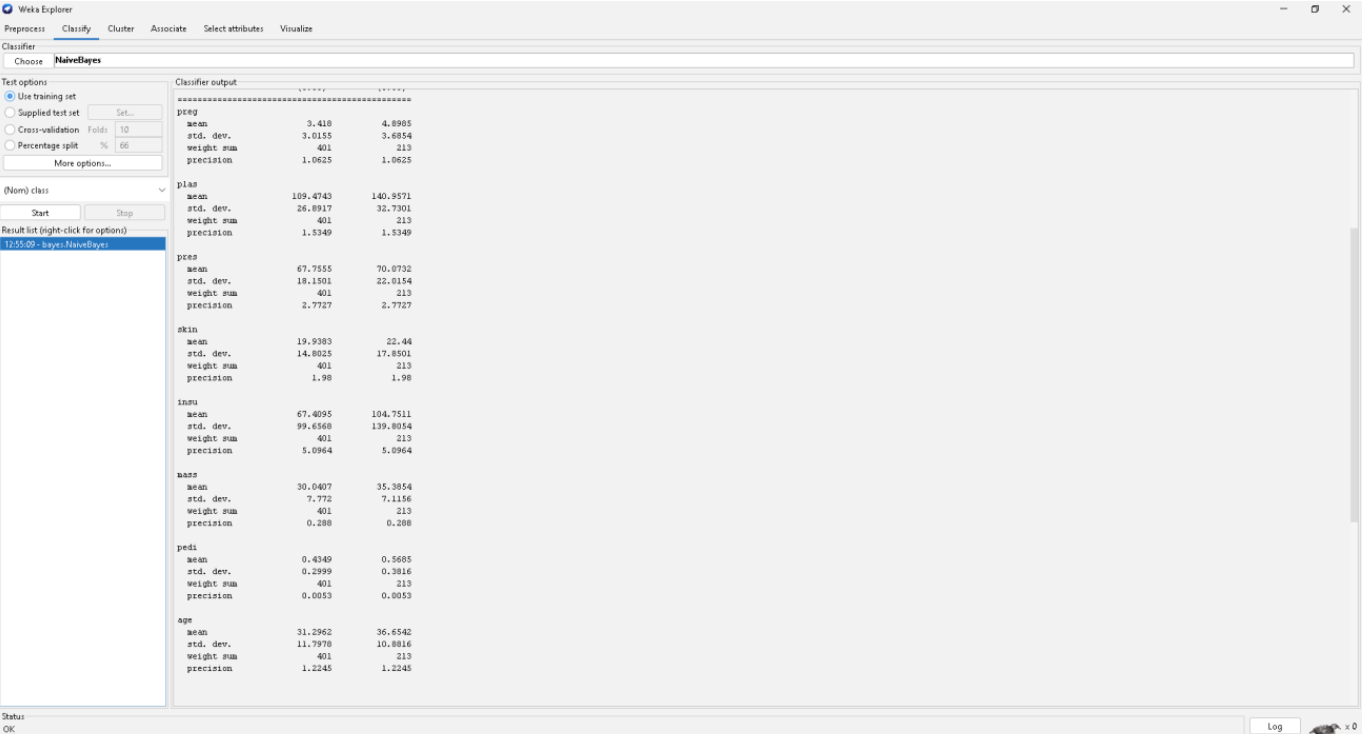 Weka Explorer
Preprocess Classify Cluster Associate Select attributes Visualize
Classifier
Choose NaiveBayes
Test options
Use training set
Supplied test set Set...
Cross-validation Folds 10
Percentage split % 66
More options...
(Nom) class
Start Stop
Result list (right-click for options)
12:55:09 - bayes.NaiveBayes
Classifier output
===============================================
preg
mean 3.418 4.8985
std. dev. 3.0155 3.6854
weight sum 401 213
precision 1.0625 1.0625
plas
mean 109.4743 140.9571
std. dev. 26.8917 32.7301
weight sum 401 213
precision 1.5349 1.5349
pres
mean 67.7555 70.0732
std. dev. 18.1501 22.0154
weight sum 401 213
precision 2.7727 2.7727
skin
mean 19.9383 22.44
std. dev. 14.8025 17.8501
weight sum 401 213
precision 1.98 1.98
insu
mean 67.4095 104.7511
std. dev. 99.6568 139.8054
weight sum 401 213
precision 5.0964 5.0964
mass
mean 30.0407 35.3854
std. dev. 7.772 7.1156
weight sum 401 213
precision 0.288 0.288
pedi
mean 0.4349 0.5685
std. dev. 0.2999 0.3816
weight sum 401 213
precision 0.0053 0.0053
age
mean 31.2962 36.6542
std. dev. 11.7978 10.8816
weight sum 401 213
precision 1.2245 1.2245
Status
OK
Log
x 0